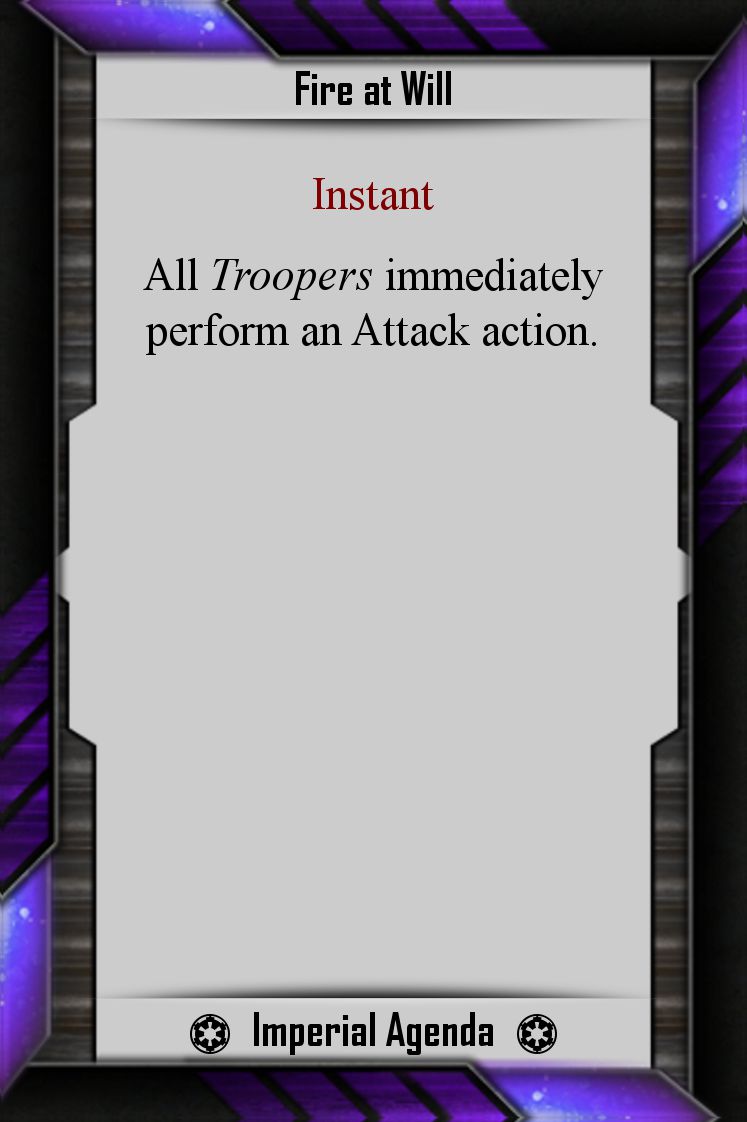 Fire at Will
Instant
All Troopers immediately
perform an Attack action.
Imperial Agenda